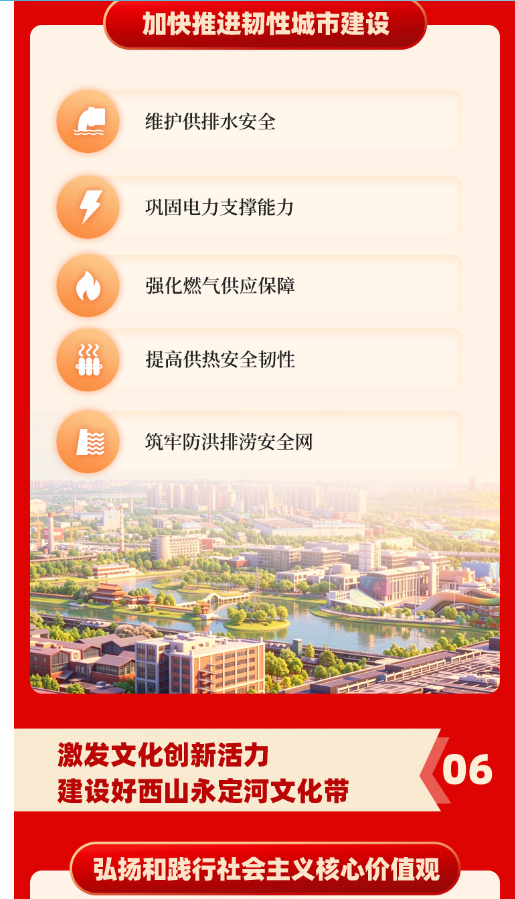 加快推进韧性城市建设
维护供排水安全
巩固电力支撑能力
强化燃气供应保障
提高供热安全韧性
筑牢防洪排涝安全网
激发文化创新活力
建设好西山永定河文化带
06
弘扬和践行社会主义核心价值观